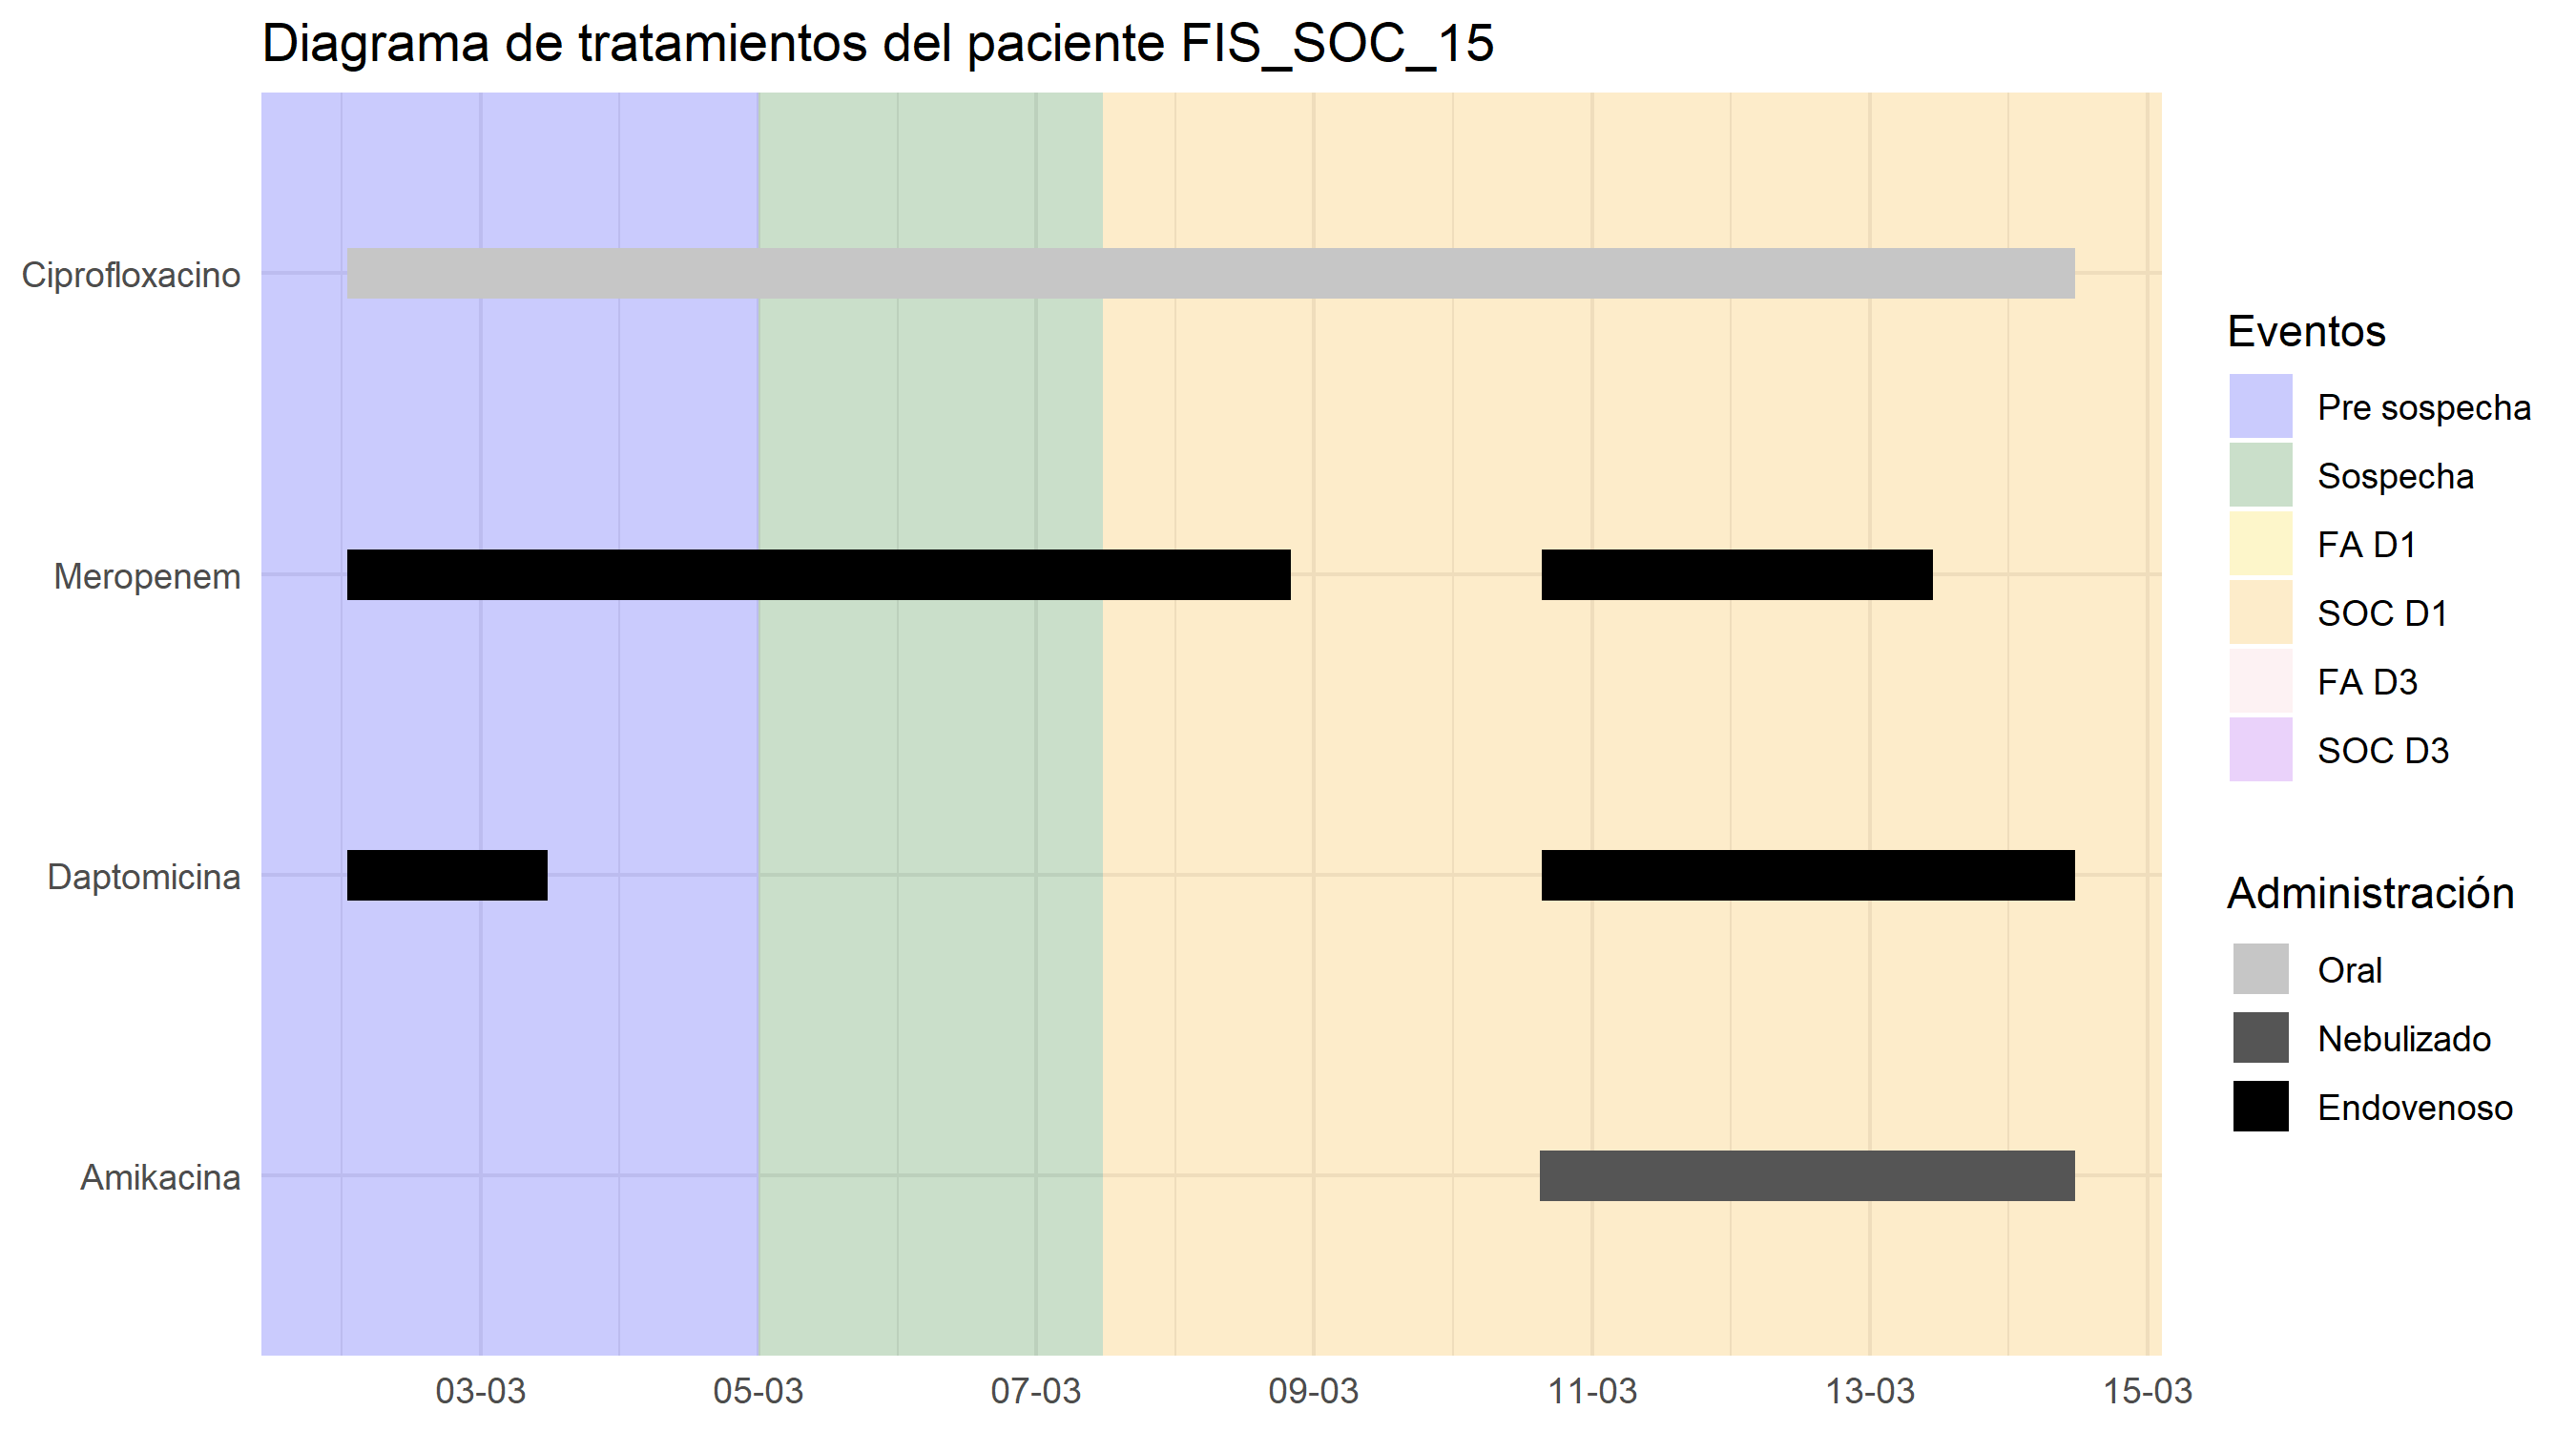 Diagrama de tratamientos del paciente FIS_SOC_15
Ciprofloxacino
Meropenem
Daptomicina
Amikacina
03-03
05-03
07-03
09-03
11-03
13-03
15-03
Eventos
Pre sospecha
Sospecha
FA D1
SOC D1
FA D3
SOC D3
Administración
Oral
Nebulizado
Endovenoso